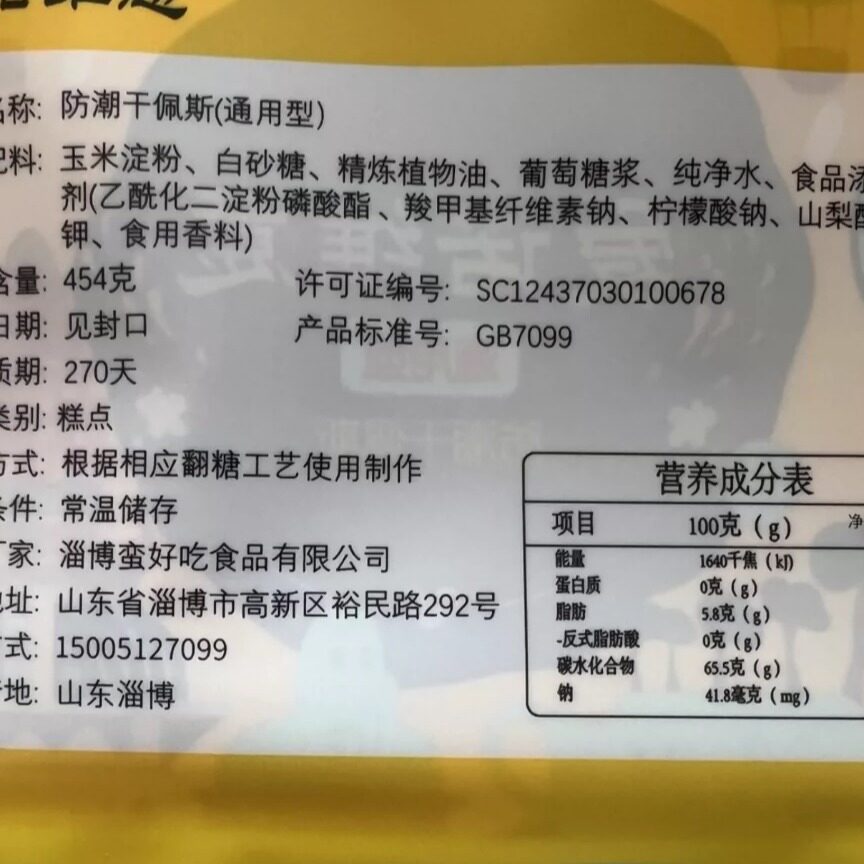 名称: 防潮干佩斯(通用型)
配料: 玉米淀粉、白砂糖、精炼植物油、葡萄糖浆、纯净水、食品添
剂(乙酰化二淀粉磷酸酯、羧甲基纤维素钠、柠檬酸钠、山梨酸
钾、食用香料)
含量: 454克 许可证编号: SC12437030100678
日期: 见封口 产品标准号: GB7099
质期: 270天
类别: 糕点
方式: 根据相应翻糖工艺使用制作
条件: 常温储存
厂家: 淄博蛮好吃食品有限公司
地址: 山东省淄博市高新区裕民路292号
方式: 15005127099
地: 山东淄博
营养成分表
项目 100克（g） 净
能量 1640千焦（kJ）
蛋白质 0克（g）
脂肪 5.8克（g）
-反式脂肪酸 0克（g）
碳水化合物 65.5克（g）
钠 41.8毫克（mg）